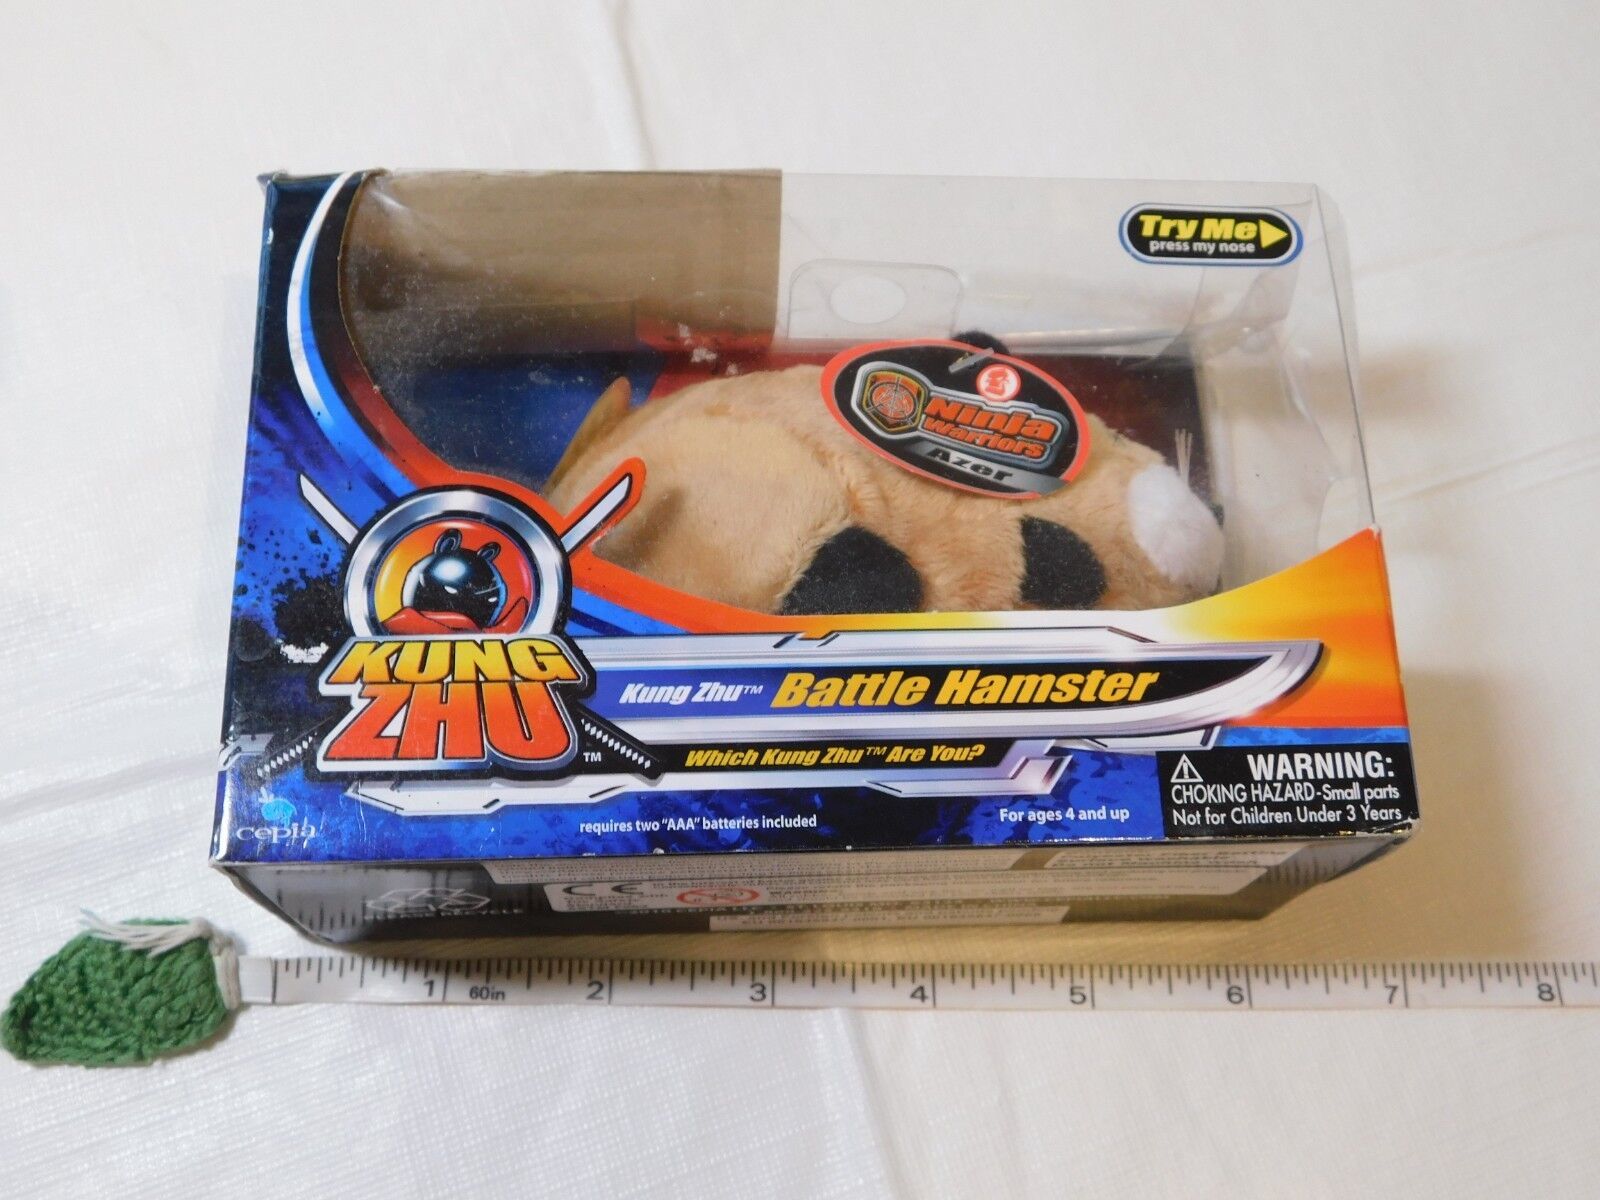 Try Me
press my nose
Ninja
Warriors
Azer
KUNG
ZHU
TM
Kung Zhu™ Battle Hamster
Which Kung Zhu™ Are You?
cepia
requires two "AAA" batteries included
For ages 4 and up
WARNING:
CHOKING HAZARD-Small parts
Not for Children Under 3 Years
CE
1 60in 2 3 4 5 6 7 8